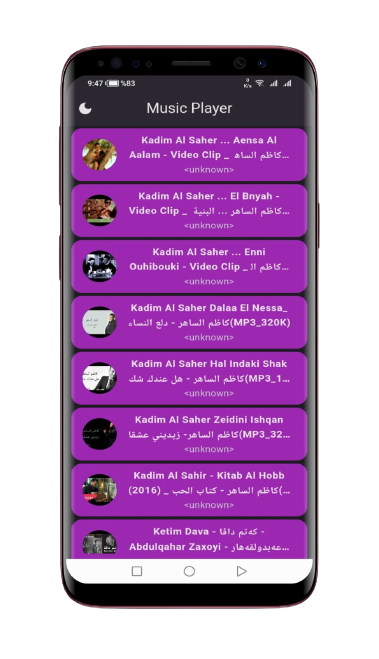 9:47 %83
0
K/s
Music Player
Kadim Al Saher ... Aensa Al
Aalam - Video Clip _ كاظم الساهـ...
<unknown>
Kadim Al Saher ... El Bnyah -
Video Clip _ كاظم الساهر ... البنية...
<unknown>
Kadim Al Saher ... Enni
Ouhibouki - Video Clip _ كاظم الـ...
<unknown>
Kadim Al Saher Dalaa El Nessa_
كاظم الساهر - دلع النساء(MP3_320K)
<unknown>
Kadim Al Saher Hal Indaki Shak
كاظم الساهر - هل عندك شك(MP3_1...
<unknown>
Kadim Al Saher Zeidini Ishqan
كاظم الساهر- زيديني عشقا(MP3_32...
<unknown>
Kadim Al Sahir - Kitab Al Hobb
(2016) _ كاظم الساهر - كتاب الحب(...
<unknown>
Ketim Dava - كەتم داڤا -
Abdulqahar Zaxoyi - عەبدولقەهار...